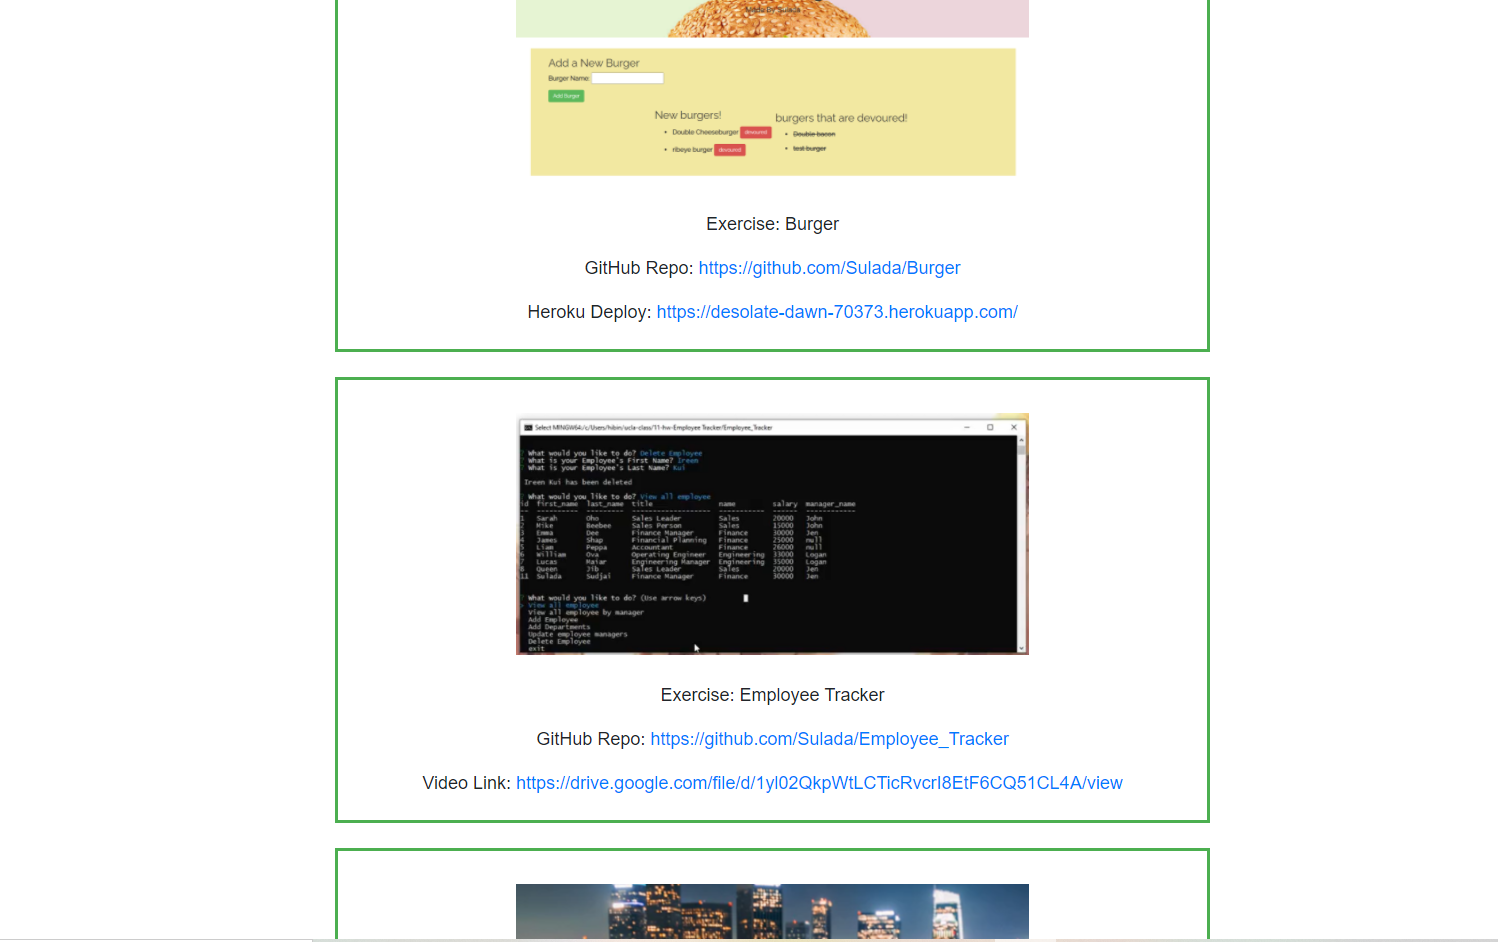 Made By Sulada
Add a New Burger
Burger Name:
Add Burger
New burgers!
Double Cheeseburger devoured
ribeye burger devoured
burgers that are devoured!
Double bacon
test burger
Exercise: Burger
GitHub Repo: https://github.com/Sulada/Burger
Heroku Deploy: https://desolate-dawn-70373.herokuapp.com/
Select MINGW64:/c/Users/hibin/ucla-class/11-hw-Employee Tracker/Employee_Tracker
? What would you like to do? Delete Employee
? What is your Employee's First Name? Ireen
? What is your Employee's Last Name? Kui
Ireen Kui has been deleted
? What would you like to do? View all employee
id first_name last_name title name salary manager_name
1 Sarah Oho Sales Leader Sales 20000 John
2 Mike Beebee Sales Person Sales 15000 John
3 Emma Dee Finance Manager Finance 30000 Jen
4 James Shap Financial Planning Finance 25000 null
5 Liam Peppa Accountant Finance 26000 null
6 William Ova Operating Engineer Engineering 33000 Logan
7 Lucas Maiar Engineering Manager Engineering 35000 Logan
8 Queen Jib Sales Leader Sales 20000 Jen
11 Sulada Sudjai Finance Manager Finance 30000 Jen
? What would you like to do? (Use arrow keys)
> View all employee
View all employee by manager
Add Employee
Add Departments
Update employee managers
Delete Employee
exit
Exercise: Employee Tracker
GitHub Repo: https://github.com/Sulada/Employee_Tracker
Video Link: https://drive.google.com/file/d/1yl02QkpWtLCTicRvcrI8EtF6CQ51CL4A/view